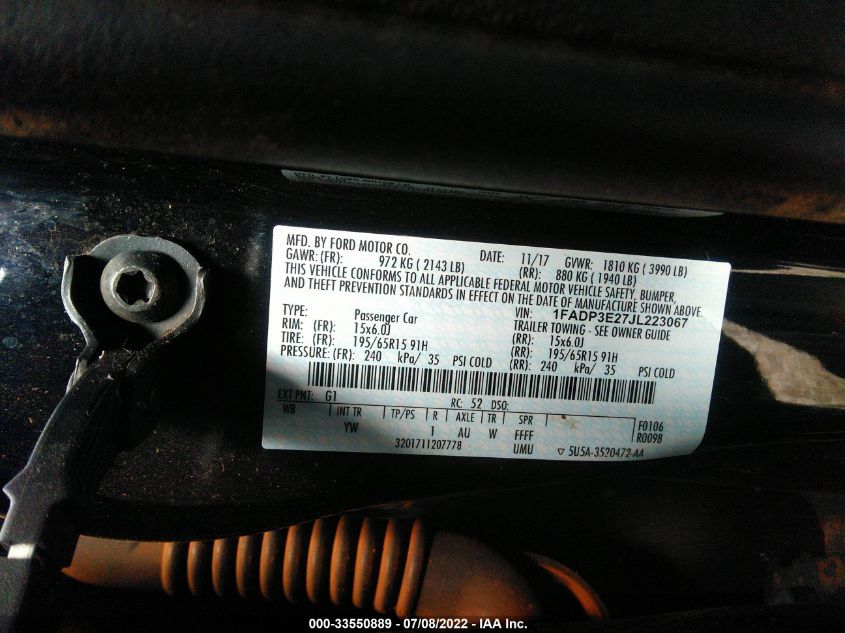 MFD. BY FORD MOTOR CO. DATE: 11/17 GVWR: 1810 KG ( 3990 LB)
GAWR: (FR) 972 KG ( 2143 LB) (RR): 880 KG ( 1940 LB)
THIS VEHICLE CONFORMS TO ALL APPLICABLE FEDERAL MOTOR VEHICLE SAFETY, BUMPER,
AND THEFT PREVENTION STANDARDS IN EFFECT ON THE DATE OF MANUFACTURE SHOWN ABOVE.
VIN: 1FADP3E27JL223067
TYPE: Passenger Car TRAILER TOWING - SEE OWNER GUIDE
RIM: (FR) 15x6.0J (RR): 15x6.0J
TIRE: (FR) 195/65R15 91H (RR): 195/65R15 91H
PRESSURE: (FR) 240 kPa/ 35 PSI COLD (RR) 240 kPa/ 35 PSI COLD
EXT PNT: G1 RC: 52 DSO: F0106
WB INT TR TP/PS R AXLE TR SPR R0098
YW 1 AU W FFFF
3201711207778 UMU ▽ 5U5A-3520472-AA
000-33550889 - 07/08/2022 - IAA Inc.